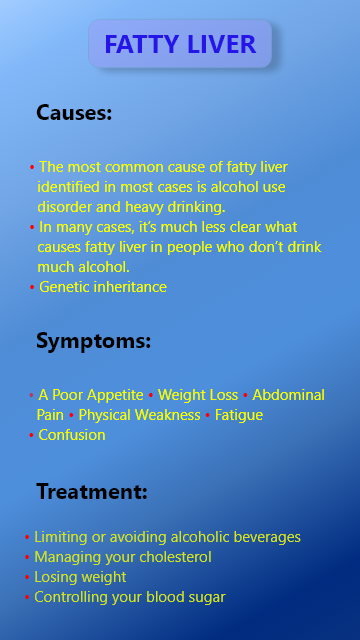 FATTY LIVER
Causes:
• The most common cause of fatty liver
identified in most cases is alcohol use
disorder and heavy drinking.
• In many cases, it’s much less clear what
causes fatty liver in people who don’t drink
much alcohol.
• Genetic inheritance
Symptoms:
• A Poor Appetite • Weight Loss • Abdominal
Pain • Physical Weakness • Fatigue
• Confusion
Treatment:
• Limiting or avoiding alcoholic beverages
• Managing your cholesterol
• Losing weight
• Controlling your blood sugar